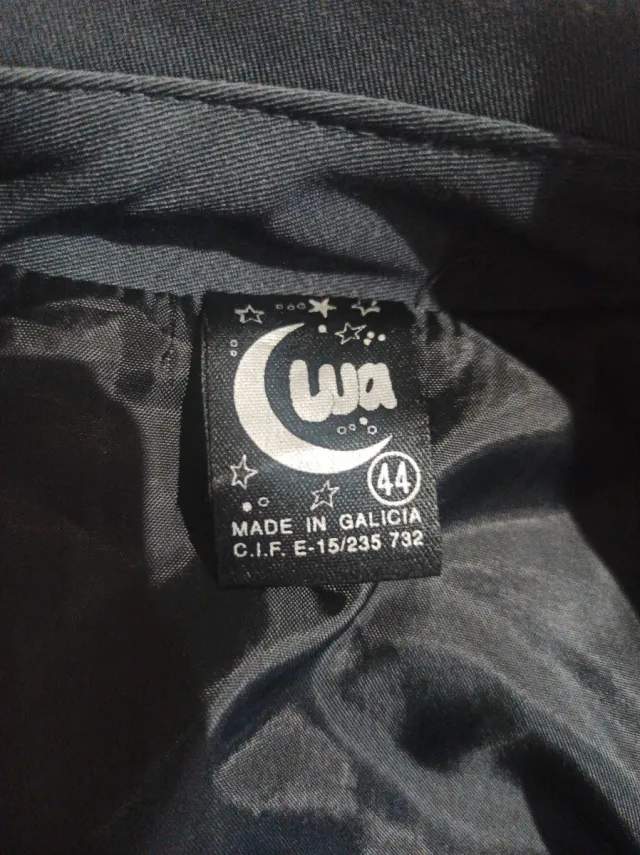 Lua
44
MADE IN GALICIA
C.I.F. E-15/235 732